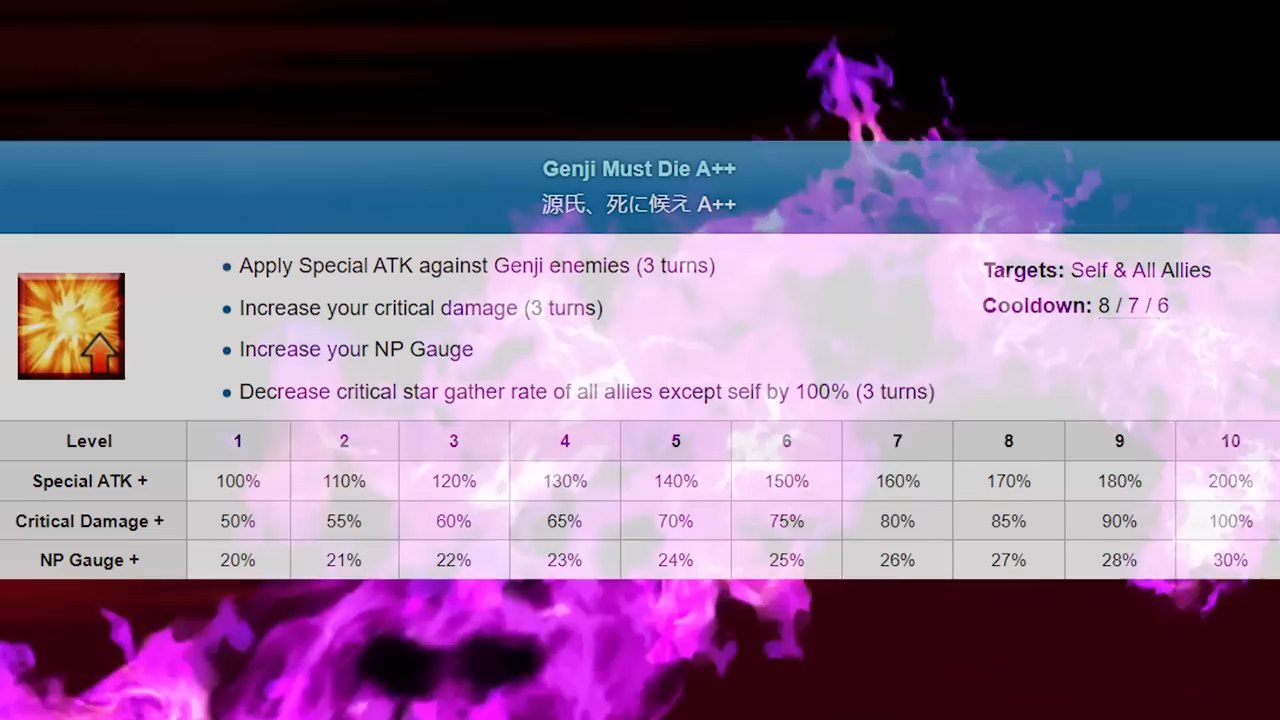 Genji Must Die A++
源氏、死に候え A++
Apply Special ATK against Genji enemies (3 turns)
Increase your critical damage (3 turns)
Increase your NP Gauge
Decrease critical star gather rate of all allies except self by 100% (3 turns)
Targets: Self & All Allies
Cooldown: 8 / 7 / 6
Level 1 2 3 4 5 6 7 8 9 10
Special ATK + 100% 110% 120% 130% 140% 150% 160% 170% 180% 200%
Critical Damage + 50% 55% 60% 65% 70% 75% 80% 85% 90% 100%
NP Gauge + 20% 21% 22% 23% 24% 25% 26% 27% 28% 30%